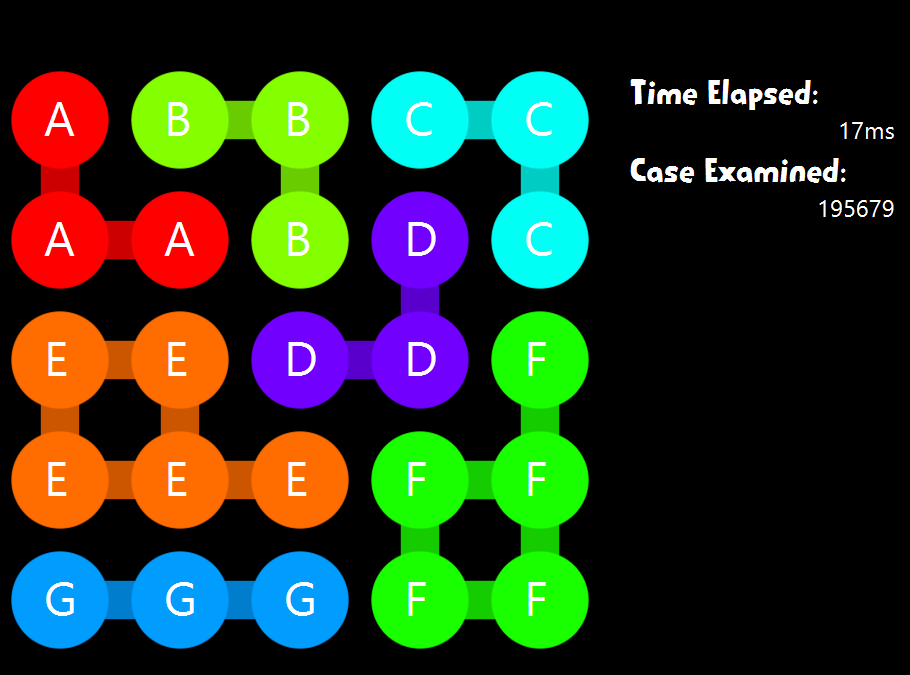 A B B C C
A A B D C
E E D D F
E E E F F
G G G F F
Time Elapsed:
17ms
Case Examined:
195679